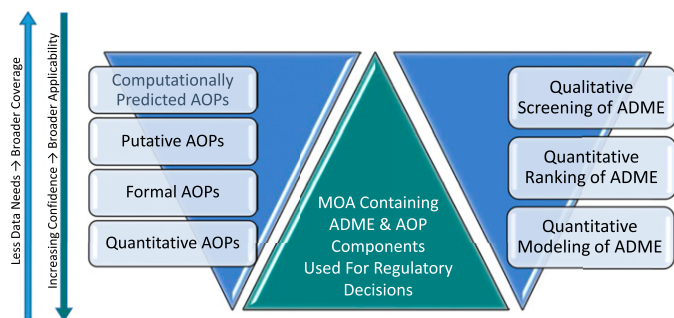 Less Data Needs → Broader Coverage
Increasing Confidence → Broader Applicability
Computationally
Predicted AOPs
Putative AOPs
Formal AOPs
Quantitative AOPs
MOA Containing
ADME & AOP
Components
Used For Regulatory
Decisions
Qualitative
Screening of ADME
Quantitative
Ranking of ADME
Quantitative
Modeling of ADME